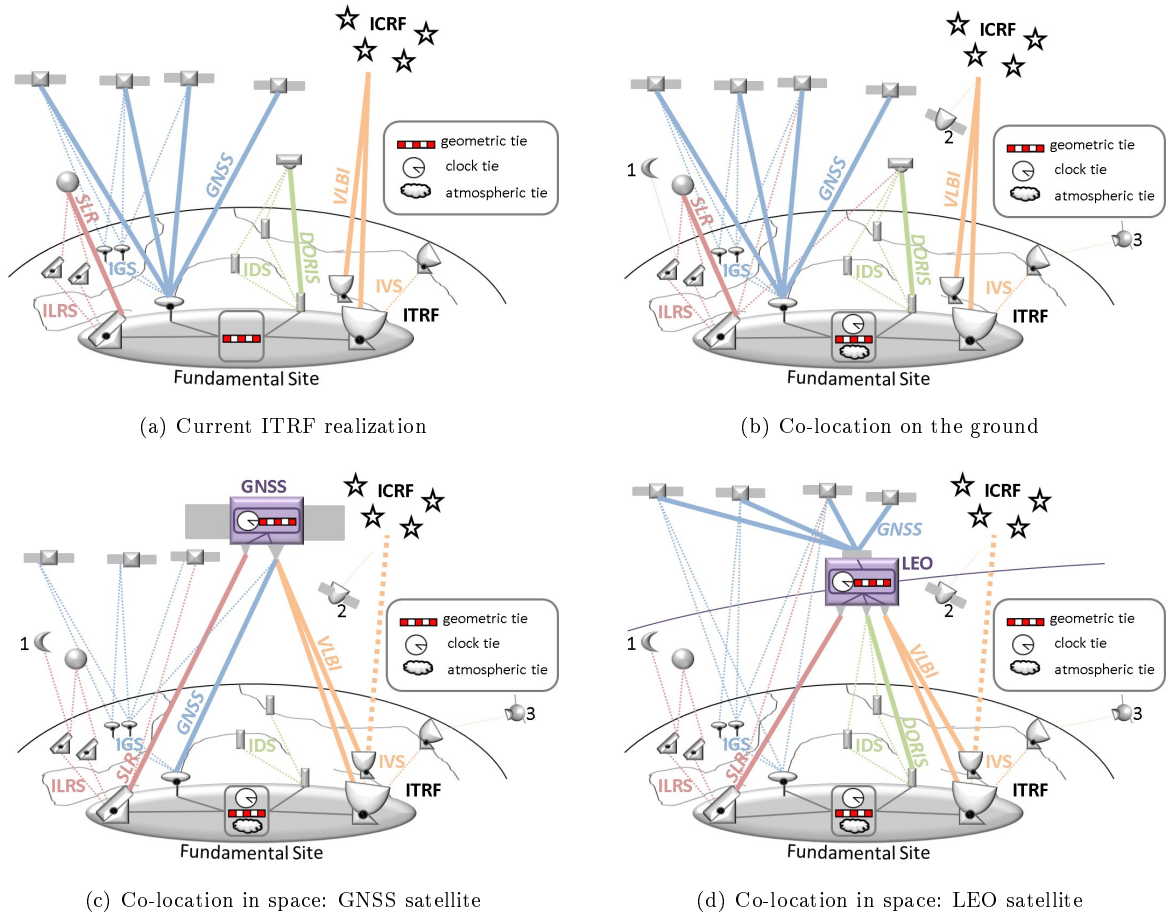 ICRF
GNSS
VLBI
SLR
DORIS
geometric tie
clock tie
atmospheric tie
IGS
IDS
IVS
ILRS
ITRF
Fundamental Site
(a) Current ITRF realization
ICRF
2
1
GNSS
VLBI
SLR
DORIS
geometric tie
clock tie
atmospheric tie
3
IGS
IDS
IVS
ILRS
ITRF
Fundamental Site
(b) Co-location on the ground
GNSS
ICRF
2
1
VLBI
geometric tie
clock tie
atmospheric tie
GNSS
3
IGS
IDS
SLR
IVS
ILRS
ITRF
Fundamental Site
(c) Co-location in space: GNSS satellite
ICRF
GNSS
LEO
2
1
VLBI
geometric tie
clock tie
atmospheric tie
3
DORIS
IGS
IDS
SLR
IVS
ILRS
ITRF
Fundamental Site
(d) Co-location in space: LEO satellite